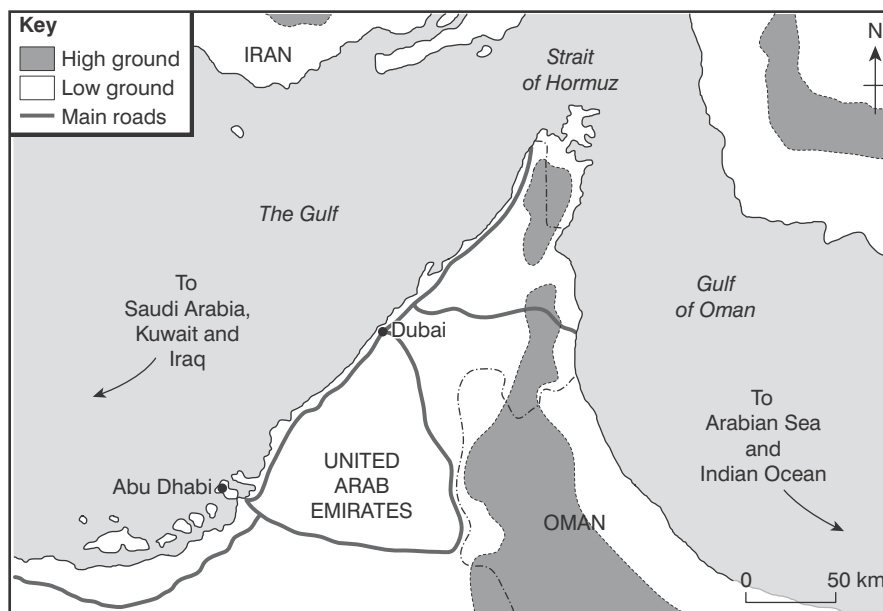 Key
High ground
Low ground
Main roads
IRAN
Strait
of Hormuz
N
The Gulf
To
Saudi Arabia,
Kuwait and
Iraq
Gulf
of Oman
Dubai
To
Arabian Sea
and
Indian Ocean
Abu Dhabi
UNITED
ARAB
EMIRATES
OMAN
0 50 km